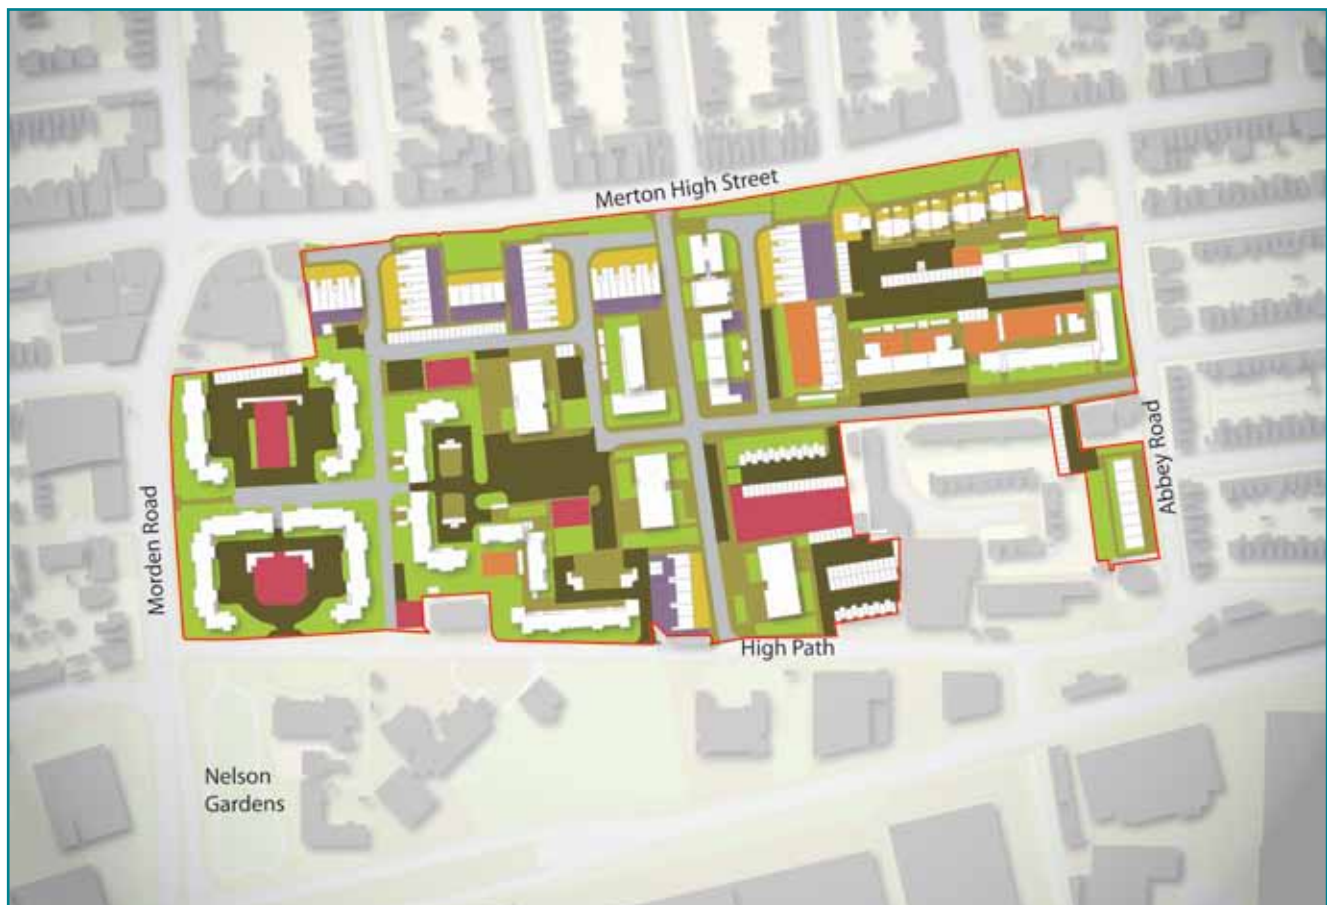 Merton High Street
Morden Road
Abbey Road
High Path
Nelson
Gardens